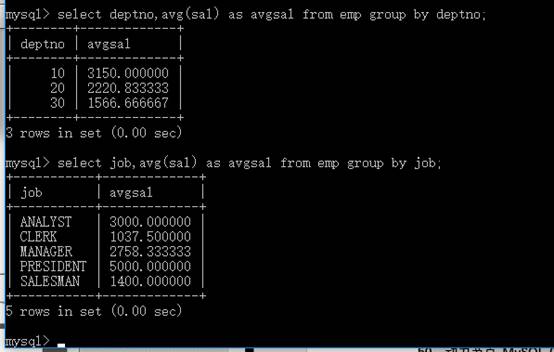 mysql> select deptno,avg(sal) as avgsal from emp group by deptno;
+--------+-------------+
| deptno | avgsal      |
+--------+-------------+
|     10 | 3150.000000 |
|     20 | 2220.833333 |
|     30 | 1566.666667 |
+--------+-------------+
3 rows in set (0.00 sec)
mysql> select job,avg(sal) as avgsal from emp group by job;
+-----------+-------------+
| job       | avgsal      |
+-----------+-------------+
| ANALYST   | 3000.000000 |
| CLERK     | 1037.500000 |
| MANAGER   | 2758.333333 |
| PRESIDENT | 5000.000000 |
| SALESMAN  | 1400.000000 |
+-----------+-------------+
5 rows in set (0.00 sec)
mysql>